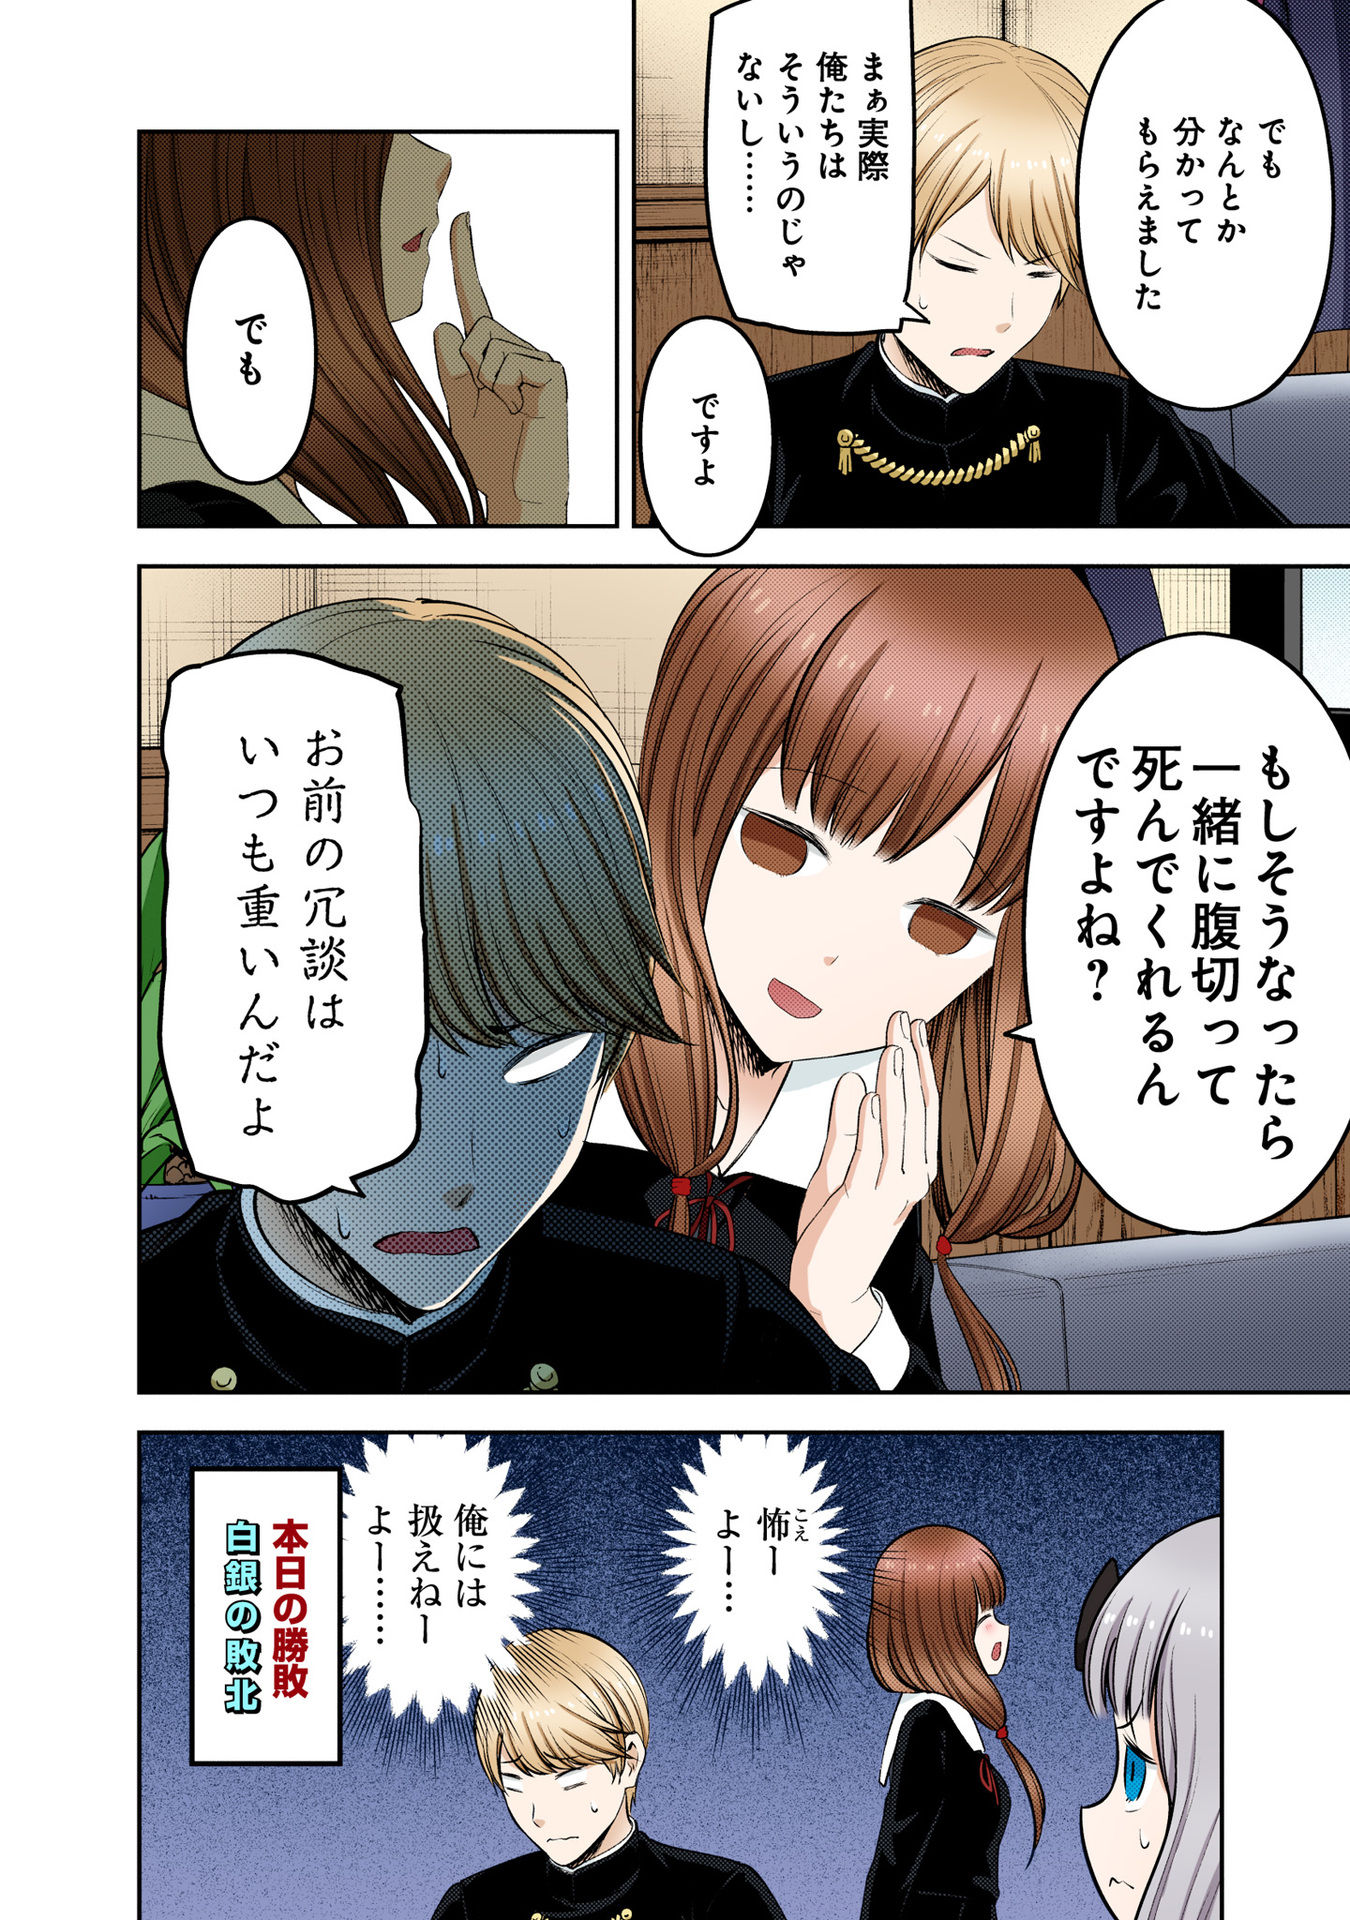 でも
なんとか
分かって
もらえました
まぁ実際
俺たちは
そういうのじゃ
ないし……
ですよ
でも
もしそうなったら
一緒に腹切って
死んでくれるん
ですよね?
お前の冗談は
いつも重いんだよ
怖ー
こえ
よー…
俺には
扱えねー
よー……
本日の勝敗
白銀の敗北